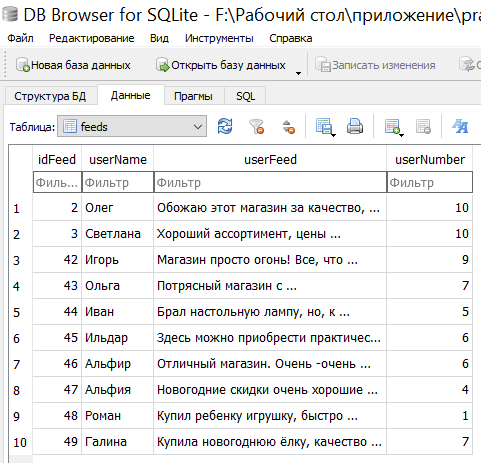 DB Browser for SQLite - F:\Рабочий стол\приложение\pra
Файл Редактирование Вид Инструменты Справка
Новая база данных Открыть базу данных Записать изменения
Структура БД Данные Прагмы SQL
Таблица: feeds
idFeed userName userFeed userNumber
Филь... Фильтр Фильтр Фильтр
1 2 Олег Обожаю этот магазин за качество, ... 10
2 3 Светлана Хороший ассортимент, цены ... 10
3 42 Игорь Магазин просто огонь! Все, что ... 9
4 43 Ольга Потрясный магазин с ... 7
5 44 Иван Брал настольную лампу, но, к ... 5
6 45 Ильдар Здесь можно приобрести практичес... 6
7 46 Альфир Отличный магазин. Очень -очень ... 6
8 47 Альфия Новогодние скидки очень хорошие ... 4
9 48 Роман Купил ребенку игрушку, быстро ... 1
10 49 Галина Купила новогоднюю ёлку, качество ... 7